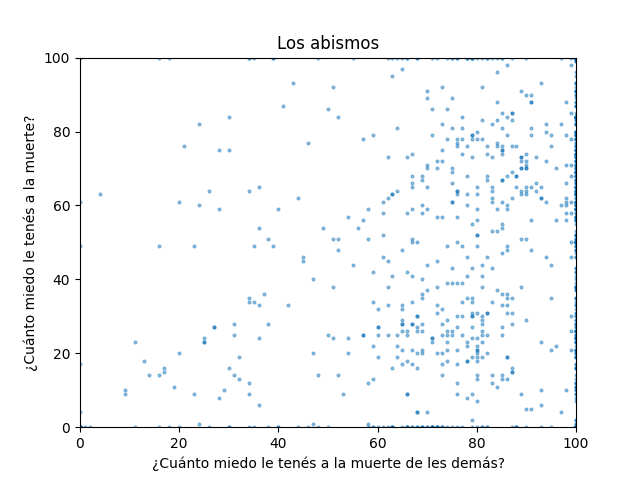 Los abismos
100
80
60
40
20
0
¿Cuánto miedo le tenés a la muerte?
0 20 40 60 80 100
¿Cuánto miedo le tenés a la muerte de les demás?